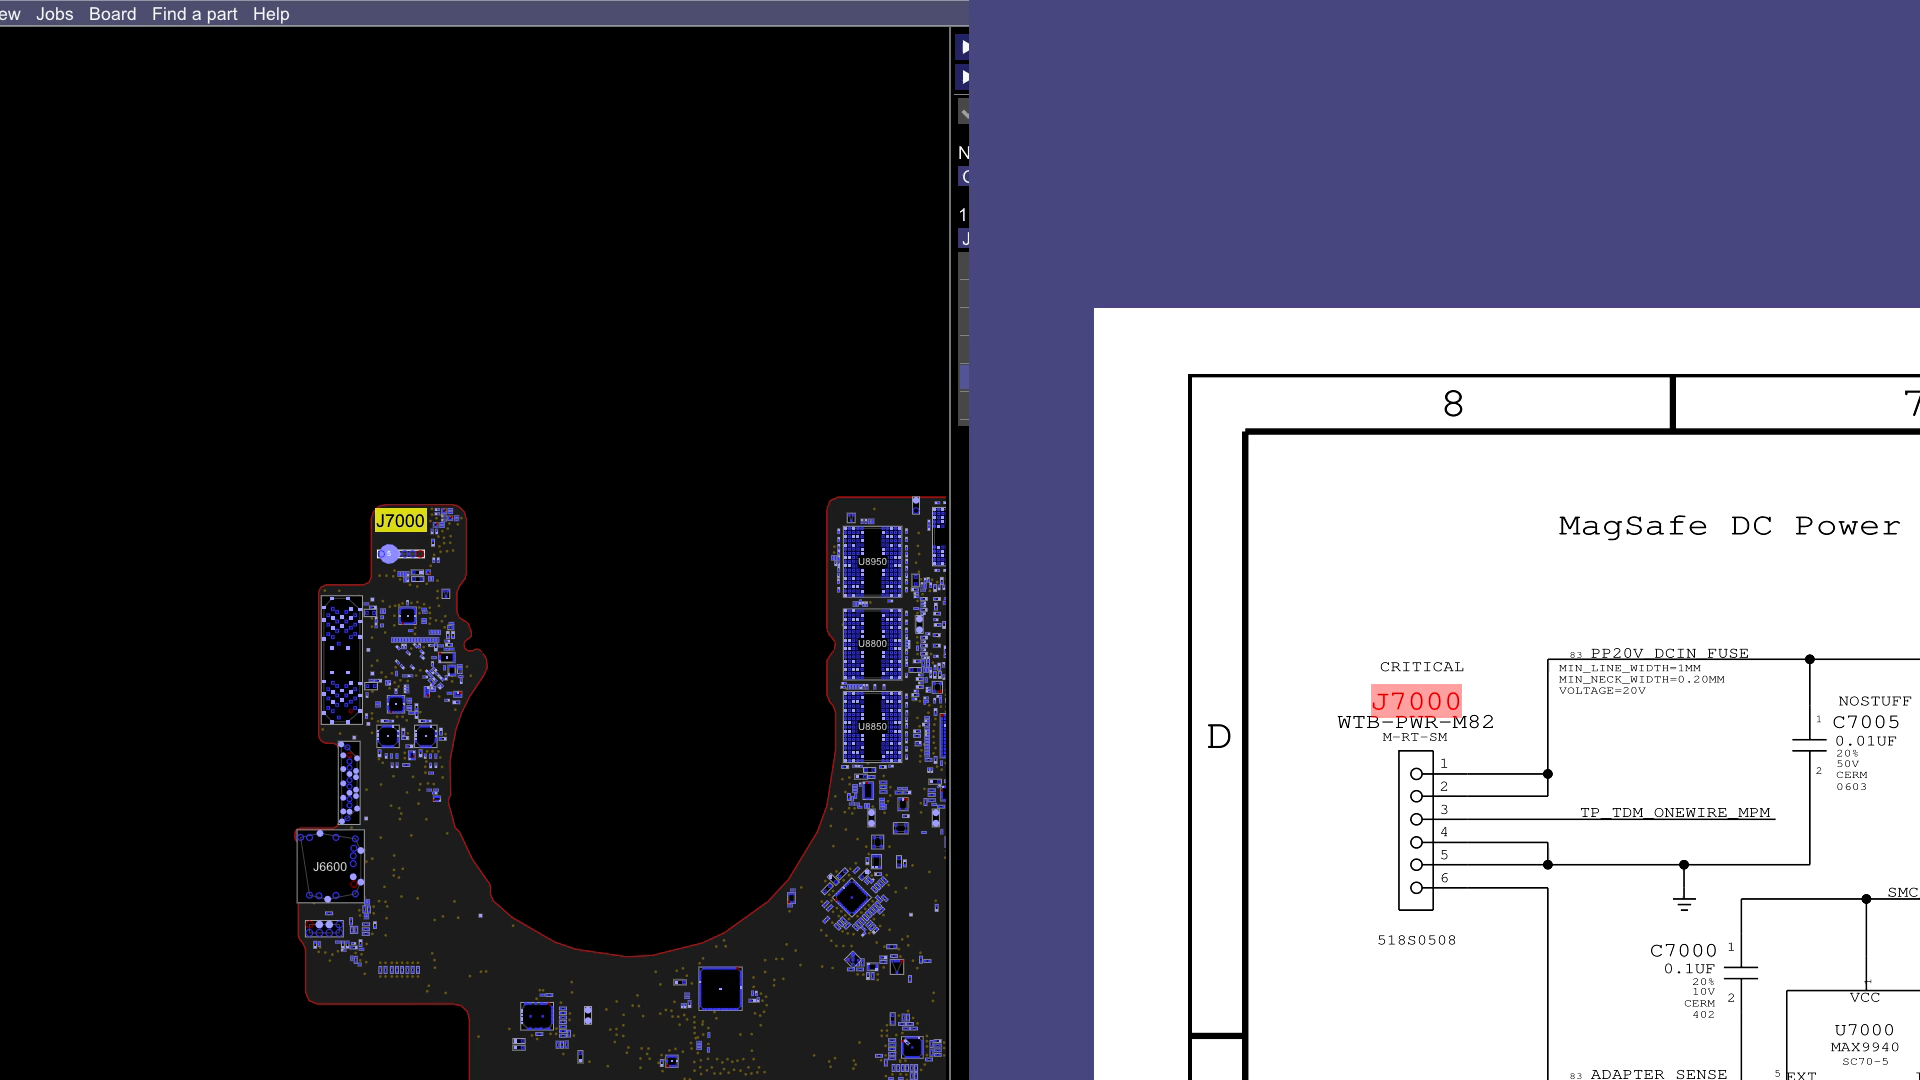 ew Jobs Board Find a part Help
N
C
1
J
J7000
5
U8950
U8800
U8850
J6600
8
7
MagSafe DC Power
83 PP20V_DCIN_FUSE
MIN_LINE_WIDTH=1MM
MIN_NECK_WIDTH=0.20MM
VOLTAGE=20V
CRITICAL
J7000
WTB-PWR-M82
M-RT-SM
NOSTUFF
1 C7005
0.01UF
20%
50V
CERM
0603
2
D
1
2
3 TP_TDM_ONEWIRE_MPM
4
5
6
518S0508
SMC
C7000 1
0.1UF
20%
10V
CERM
402
2
1
VCC
U7000
MAX9940
SC70-5
83 ADAPTER_SENSE
5 EXT